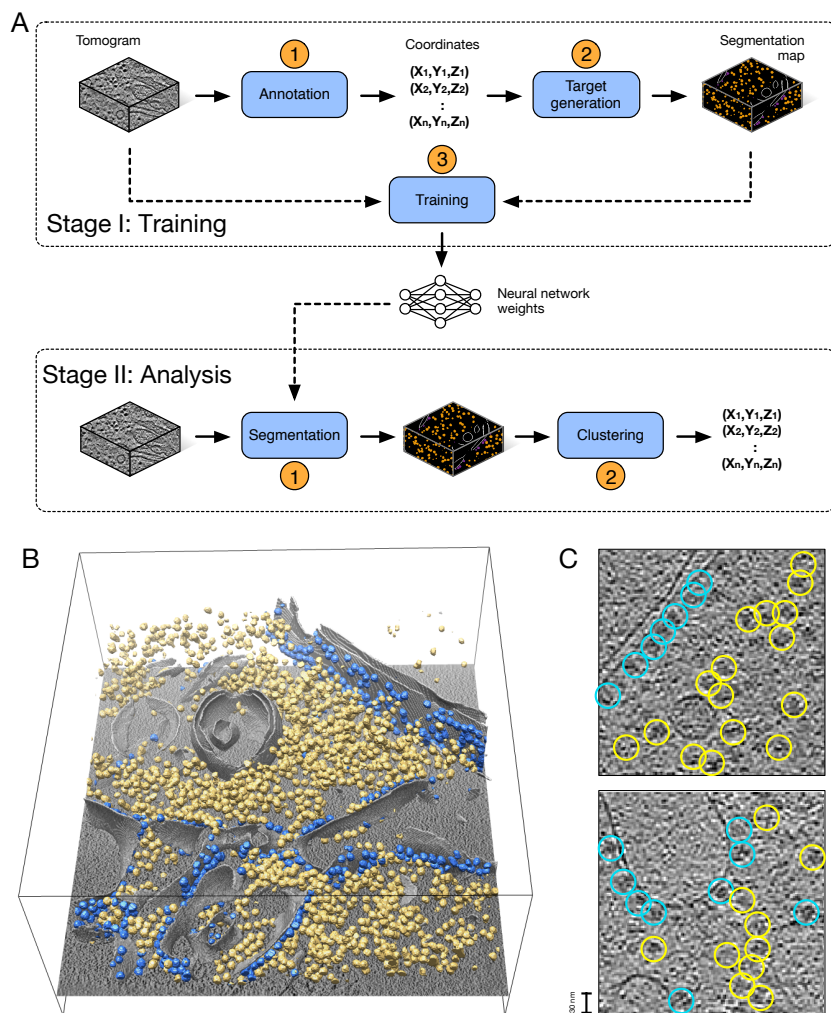 A
Tomogram
Coordinates
Segmentation
map
1
2
Annotation
(X1,Y1,Z1)
(X2,Y2,Z2)
:
(Xn,Yn,Zn)
Target
generation
3
Training
Stage I: Training
Neural network
weights
Stage II: Analysis
Segmentation
1
Clustering
2
(X1,Y1,Z1)
(X2,Y2,Z2)
:
(Xn,Yn,Zn)
B
C
30 nm